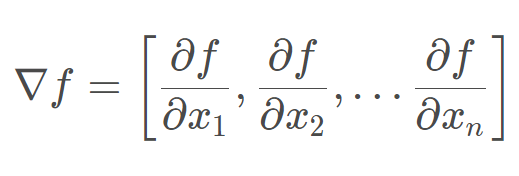 ∇f = [∂f/∂x₁, ∂f/∂x₂, ... ∂f/∂xₙ]